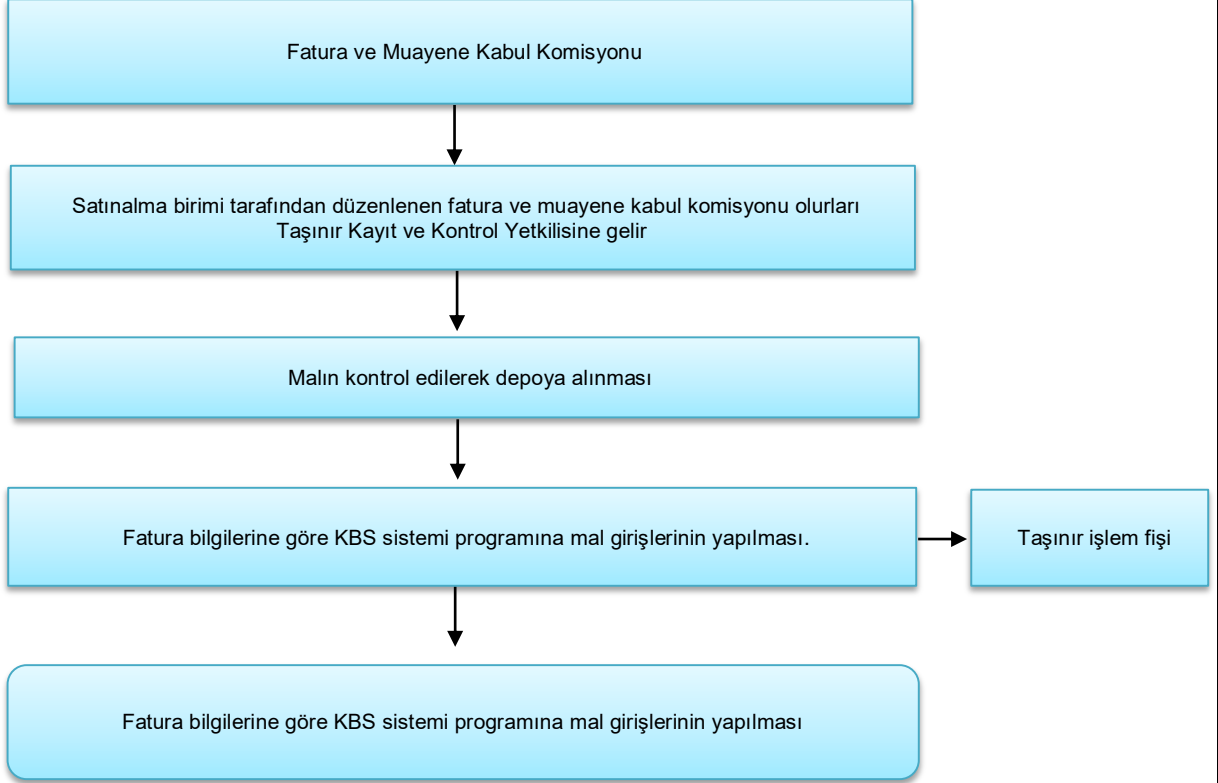 Fatura ve Muayene Kabul Komisyonu
Satınalma birimi tarafından düzenlenen fatura ve muayene kabul komisyonu olurları
Taşınır Kayıt ve Kontrol Yetkilisine gelir
Malın kontrol edilerek depoya alınması
Fatura bilgilerine göre KBS sistemi programına mal girişlerinin yapılması.
Taşınır işlem fişi
Fatura bilgilerine göre KBS sistemi programına mal girişlerinin yapılması